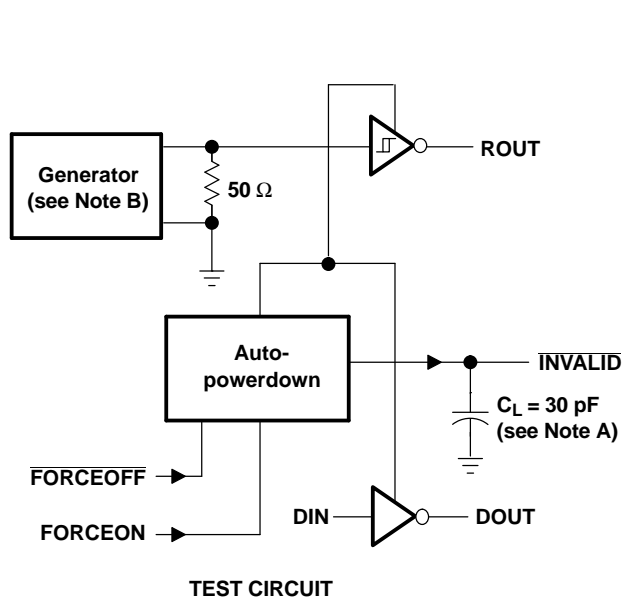 ROUT
Generator
(see Note B)
50 Ω
Auto-
powerdown
INVALID
C_L = 30 pF
(see Note A)
FORCEOFF
FORCEON
DIN
DOUT
TEST CIRCUIT